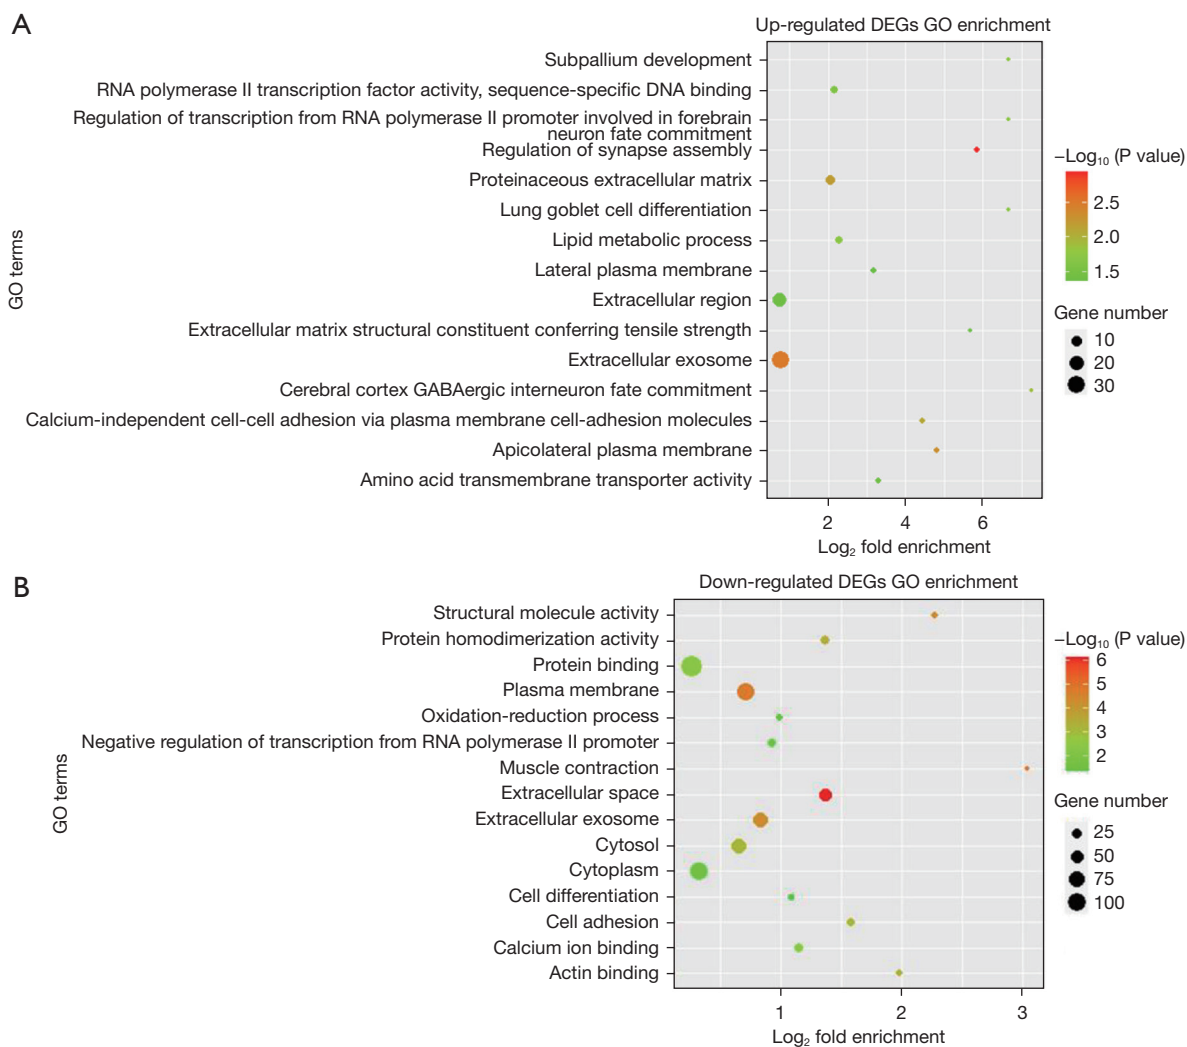 A
Up-regulated DEGs GO enrichment
GO terms
Subpallium development
RNA polymerase II transcription factor activity, sequence-specific DNA binding
Regulation of transcription from RNA polymerase II promoter involved in forebrain
neuron fate commitment
Regulation of synapse assembly
Proteinaceous extracellular matrix
Lung goblet cell differentiation
Lipid metabolic process
Lateral plasma membrane
Extracellular region
Extracellular matrix structural constituent conferring tensile strength
Extracellular exosome
Cerebral cortex GABAergic interneuron fate commitment
Calcium-independent cell-cell adhesion via plasma membrane cell-adhesion molecules
Apicolateral plasma membrane
Amino acid transmembrane transporter activity
2 4 6
Log₂ fold enrichment
−Log₁₀ (P value)
2.5
2.0
1.5
Gene number
10
20
30
B
Down-regulated DEGs GO enrichment
GO terms
Structural molecule activity
Protein homodimerization activity
Protein binding
Plasma membrane
Oxidation-reduction process
Negative regulation of transcription from RNA polymerase II promoter
Muscle contraction
Extracellular space
Extracellular exosome
Cytosol
Cytoplasm
Cell differentiation
Cell adhesion
Calcium ion binding
Actin binding
1 2 3
Log₂ fold enrichment
−Log₁₀ (P value)
6
5
4
3
2
Gene number
25
50
75
100